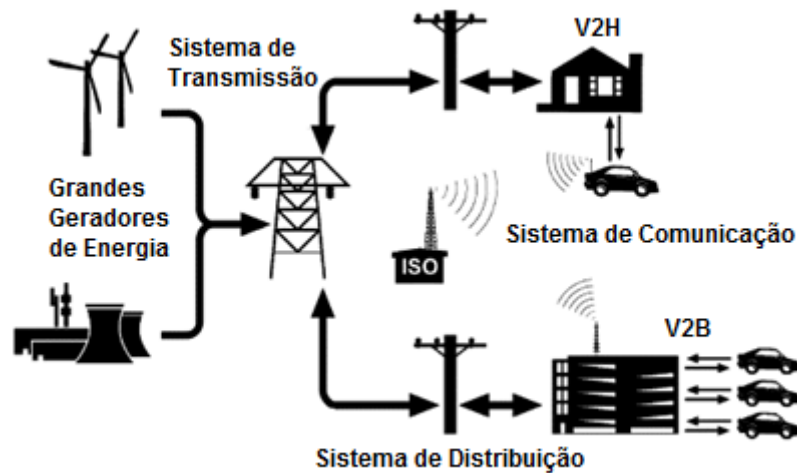 Sistema de
Transmissão
V2H
Grandes
Geradores
de Energia
ISO
Sistema de Comunicação
V2B
Sistema de Distribuição